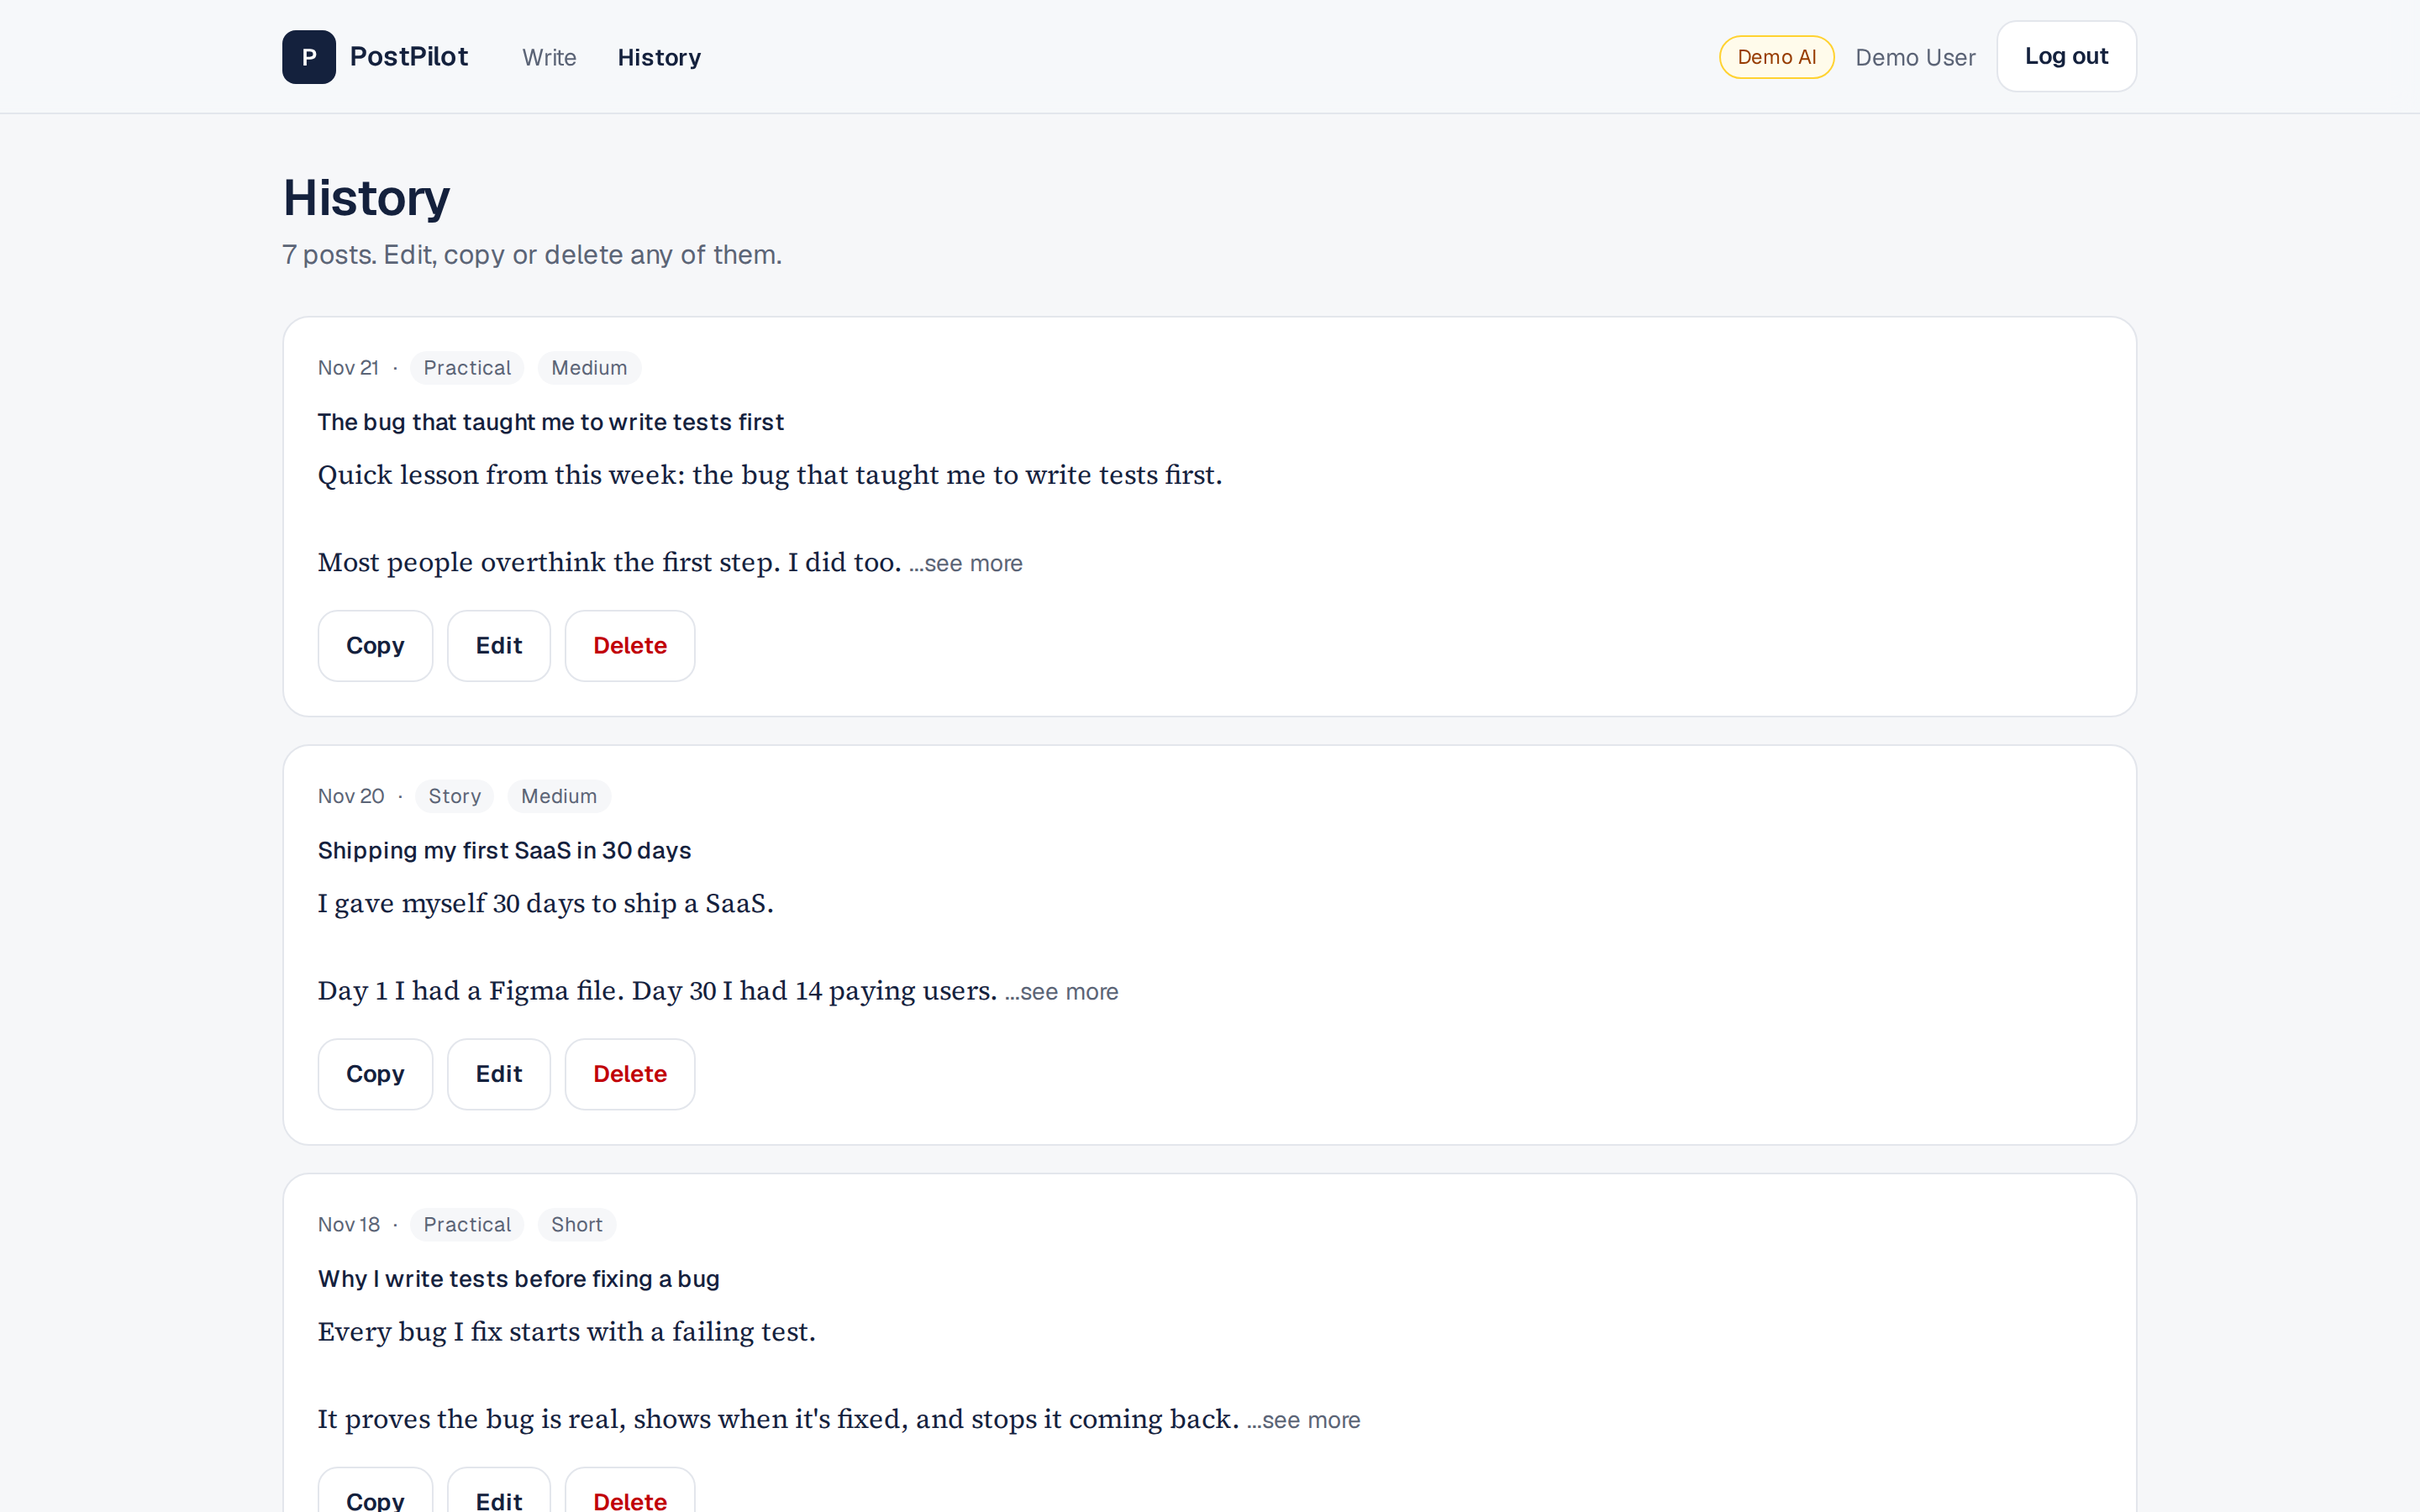 P PostPilot Write History Demo AI Demo User Log out
History
7 posts. Edit, copy or delete any of them.
Nov 21 · Practical Medium
The bug that taught me to write tests first
Quick lesson from this week: the bug that taught me to write tests first.
Most people overthink the first step. I did too. ...see more
Copy Edit Delete
Nov 20 · Story Medium
Shipping my first SaaS in 30 days
I gave myself 30 days to ship a SaaS.
Day 1 I had a Figma file. Day 30 I had 14 paying users. ...see more
Copy Edit Delete
Nov 18 · Practical Short
Why I write tests before fixing a bug
Every bug I fix starts with a failing test.
It proves the bug is real, shows when it's fixed, and stops it coming back. ...see more
Copy Edit Delete